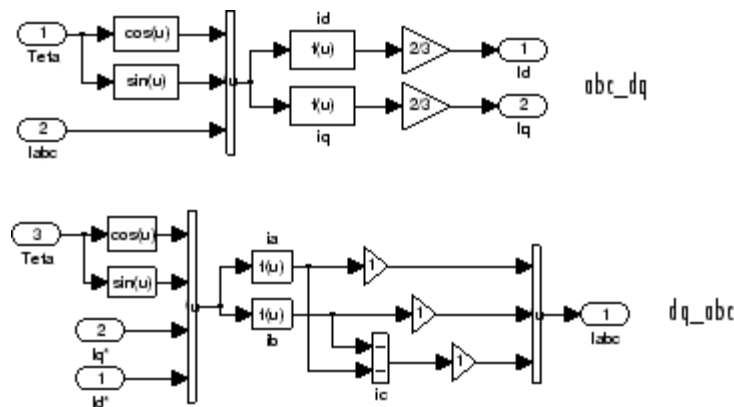 id
1 cos(u) f(u) 2/3 1
Teta Id
sin(u) u f(u) 2/3 2
2 iq Iq
Iabc
abc_dq
3 cos(u) ia
Teta f(u) 1
sin(u) u f(u) 1 u 1
2 ib Iabc
Iq* 1
1 ic
Id*
dq_abc